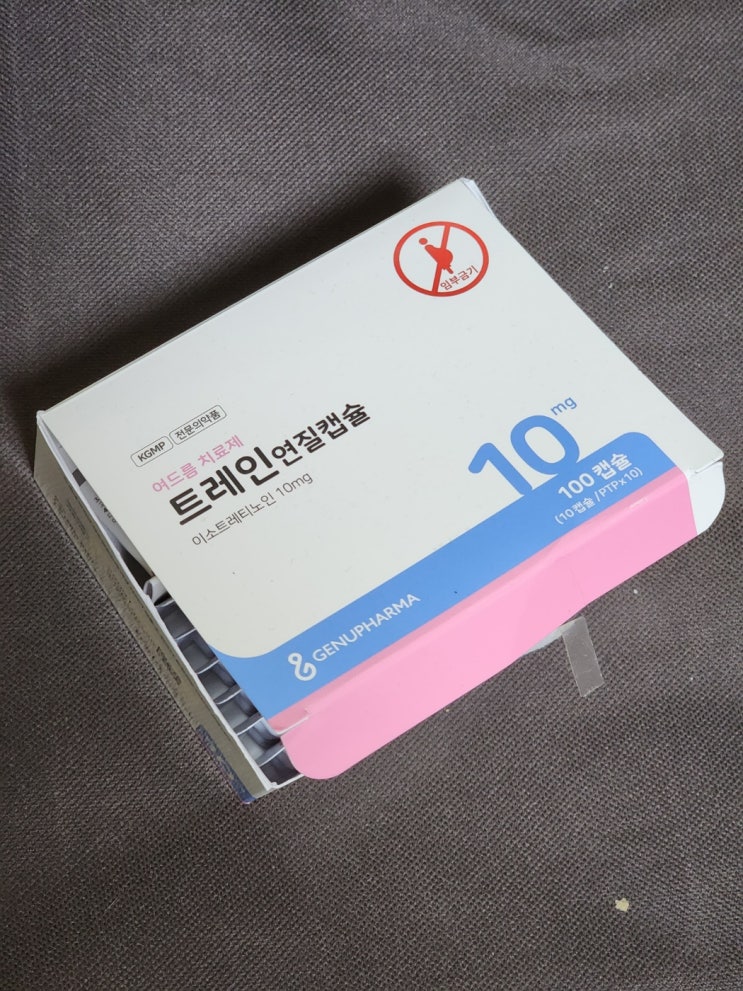 임부금기
KGMP 전문의약품
어드름 치료제
트레인연질캡슐
이소트레티노인 10mg
10mg
100 캡슐
(10캡슐/PTPx10)
GENUPHARMA